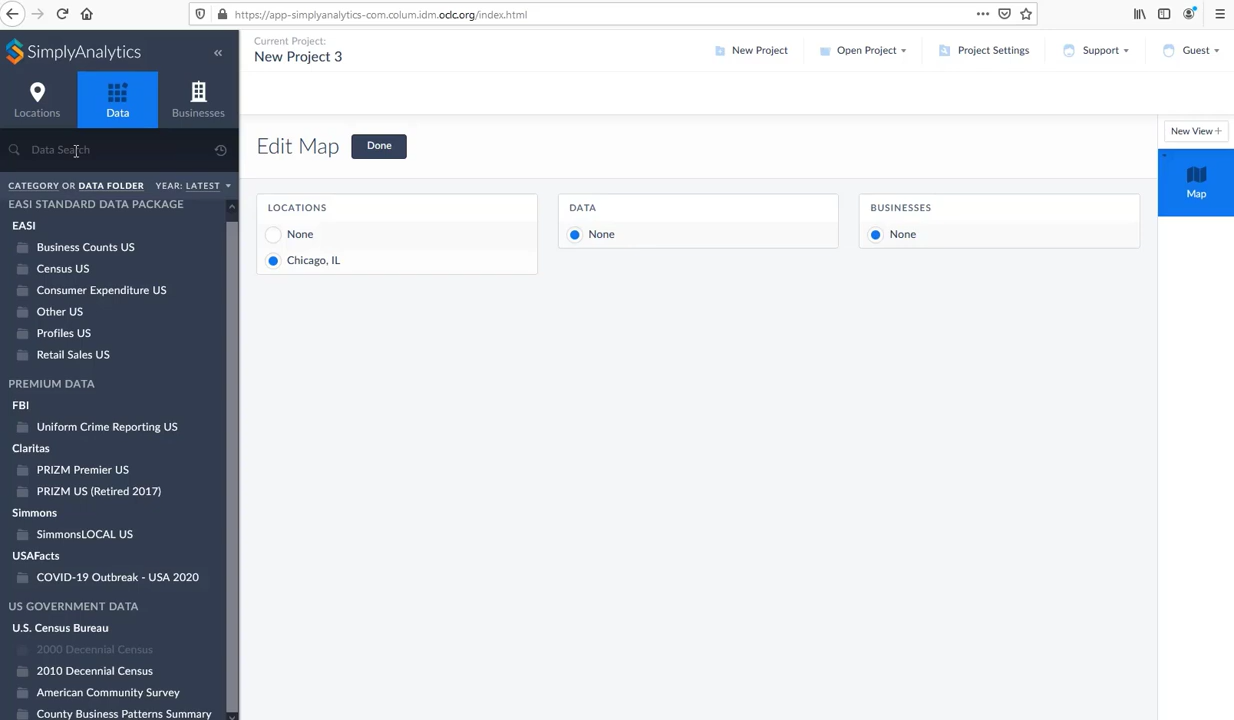 https://app-simplyanalytics-com.colum.idm.oclc.org/index.html
SimplyAnalytics «
Current Project:
New Project 3
New Project
Open Project
Project Settings
Support
Guest
Locations
Data
Businesses
Data Search
CATEGORY OR DATA FOLDER YEAR: LATEST
EASI STANDARD DATA PACKAGE
EASI
Business Counts US
Census US
Consumer Expenditure US
Other US
Profiles US
Retail Sales US
PREMIUM DATA
FBI
Uniform Crime Reporting US
Claritas
PRIZM Premier US
PRIZM US (Retired 2017)
Simmons
SimmonsLOCAL US
USAFacts
COVID-19 Outbreak - USA 2020
US GOVERNMENT DATA
U.S. Census Bureau
2000 Decennial Census
2010 Decennial Census
American Community Survey
County Business Patterns Summary
Edit Map Done
LOCATIONS
None
Chicago, IL
DATA
None
BUSINESSES
None
New View +
Map